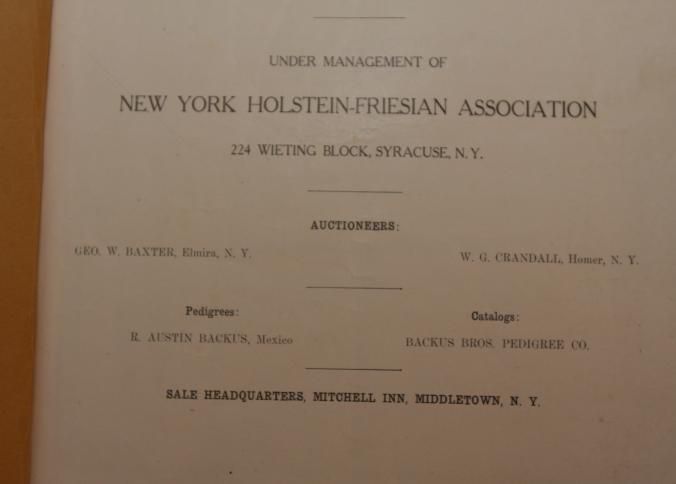 UNDER MANAGEMENT OF
NEW YORK HOLSTEIN-FRIESIAN ASSOCIATION
224 WIETING BLOCK, SYRACUSE, N. Y.
AUCTIONEERS:
GEO. W. BAXTER, Elmira, N. Y.
W. G. CRANDALL, Homer, N. Y.
Pedigrees:
R. AUSTIN BACKUS, Mexico
Catalogs:
BACKUS BROS. PEDIGREE CO.
SALE HEADQUARTERS, MITCHELL INN, MIDDLETOWN, N. Y.